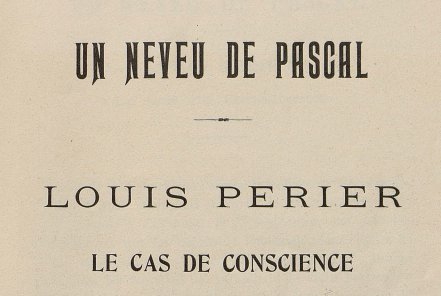 UN NEVEU DE PASCAL
LOUIS PERIER
LE CAS DE CONSCIENCE